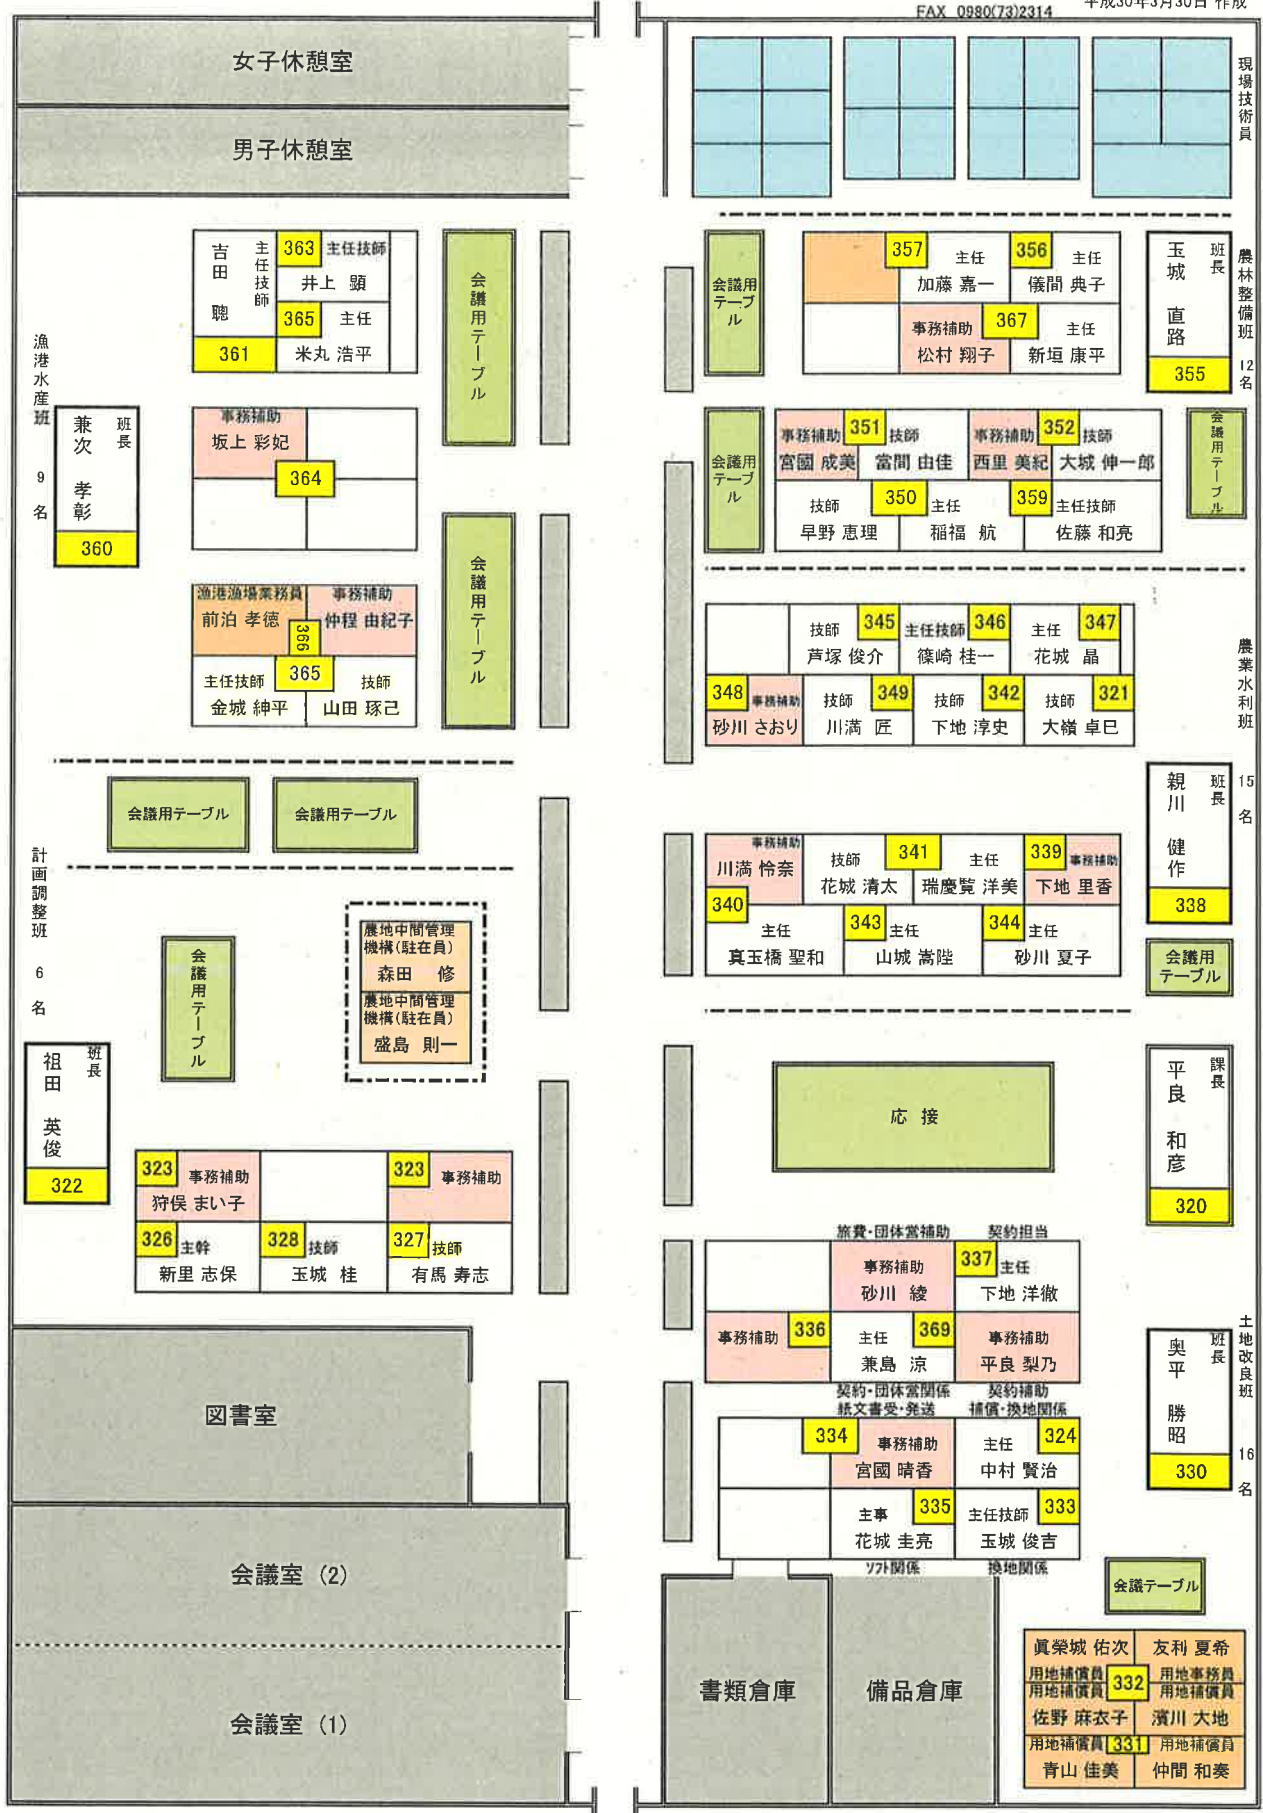 FAX 0980(73)2314
平成30年3月30日 作成
女子休憩室
男子休憩室
現場技術員
漁港水産班 9 名
吉田 聰
主任技師
361
363 主任技師
井上 顕
365 主任
米丸 浩平
会議用テーブル
兼次 孝彰
班長
360
事務補助
坂上 彩妃
364
会議用テーブル
漁港漁場業務員
前泊 孝徳
事務補助
仲程 由紀子
366
365
主任技師
金城 紳平
技師
山田 琢己
会議用テーブル
会議用テーブル
計画調整班 6 名
会議用テーブル
農地中間管理
機構(駐在員)
森田 修
農地中間管理
機構(駐在員)
盛島 則一
祖田 英俊
班長
322
323 事務補助
狩俣 まい子
323 事務補助
326 主幹
新里 志保
328 技師
玉城 桂
327 技師
有馬 寿志
図書室
会議室 (2)
会議室 (1)
農林整備班 12名
会議用
テーブル
357 主任
加藤 嘉一
356 主任
儀間 典子
事務補助
松村 翔子
367 主任
新垣 康平
玉城 直路
班長
355
会議用
テーブル
事務補助
宮國 成美
351 技師
富間 由佳
事務補助
西里 美紀
352 技師
大城 伸一郎
技師
早野 恵理
350 主任
稲福 航
359 主任技師
佐藤 和亮
会議用テーブル
農業水利班 15 名
技師 345
芦塚 俊介
主任技師 346
篠崎 桂一
主任 347
花城 晶
348 事務補助
砂川 さおり
技師 349
川満 匠
技師 342
下地 淳史
技師 321
大嶺 卓巳
親川 健作
班長
338
事務補助
川満 怜奈
340
技師
花城 清太
341 主任
瑞慶覧 洋美
339 事務補助
下地 里香
主任
真玉橋 聖和
343 主任
山城 嵩陛
344 主任
砂川 夏子
会議用
テーブル
応 接
平良 和彦
課長
320
土地改良班 16 名
旅費・団体営補助
契約担当
事務補助
砂川 綾
337 主任
下地 洋徹
事務補助 336
主任 369
兼島 涼
事務補助
平良 梨乃
契約・団体営関係
紙文書受・発送
契約補助
補償・換地関係
奥平 勝昭
班長
330
334 事務補助
宮國 晴香
主任 324
中村 賢治
主事 335
花城 圭亮
主任技師 333
玉城 俊吉
ソフト関係
換地関係
会議テーブル
書類倉庫
備品倉庫
眞榮城 佑次
友利 夏希
用地補償員
用地事務員
332
用地補償員
用地補償員
佐野 麻衣子
濱川 大地
用地補償員 331 用地補償員
青山 佳美
仲間 和奏